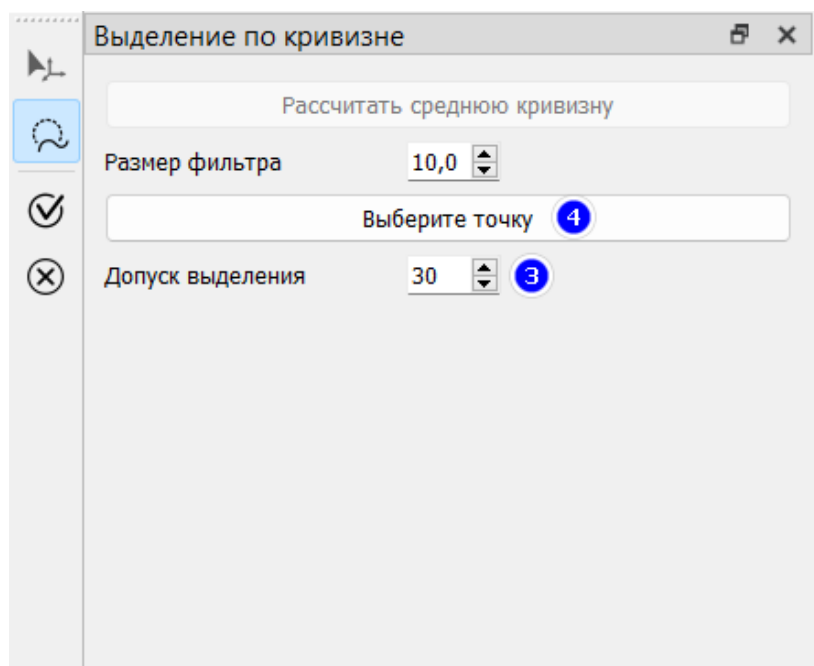 Выделение по кривизне
Рассчитать среднюю кривизну
Размер фильтра 10,0
Выберите точку 4
Допуск выделения 30 3